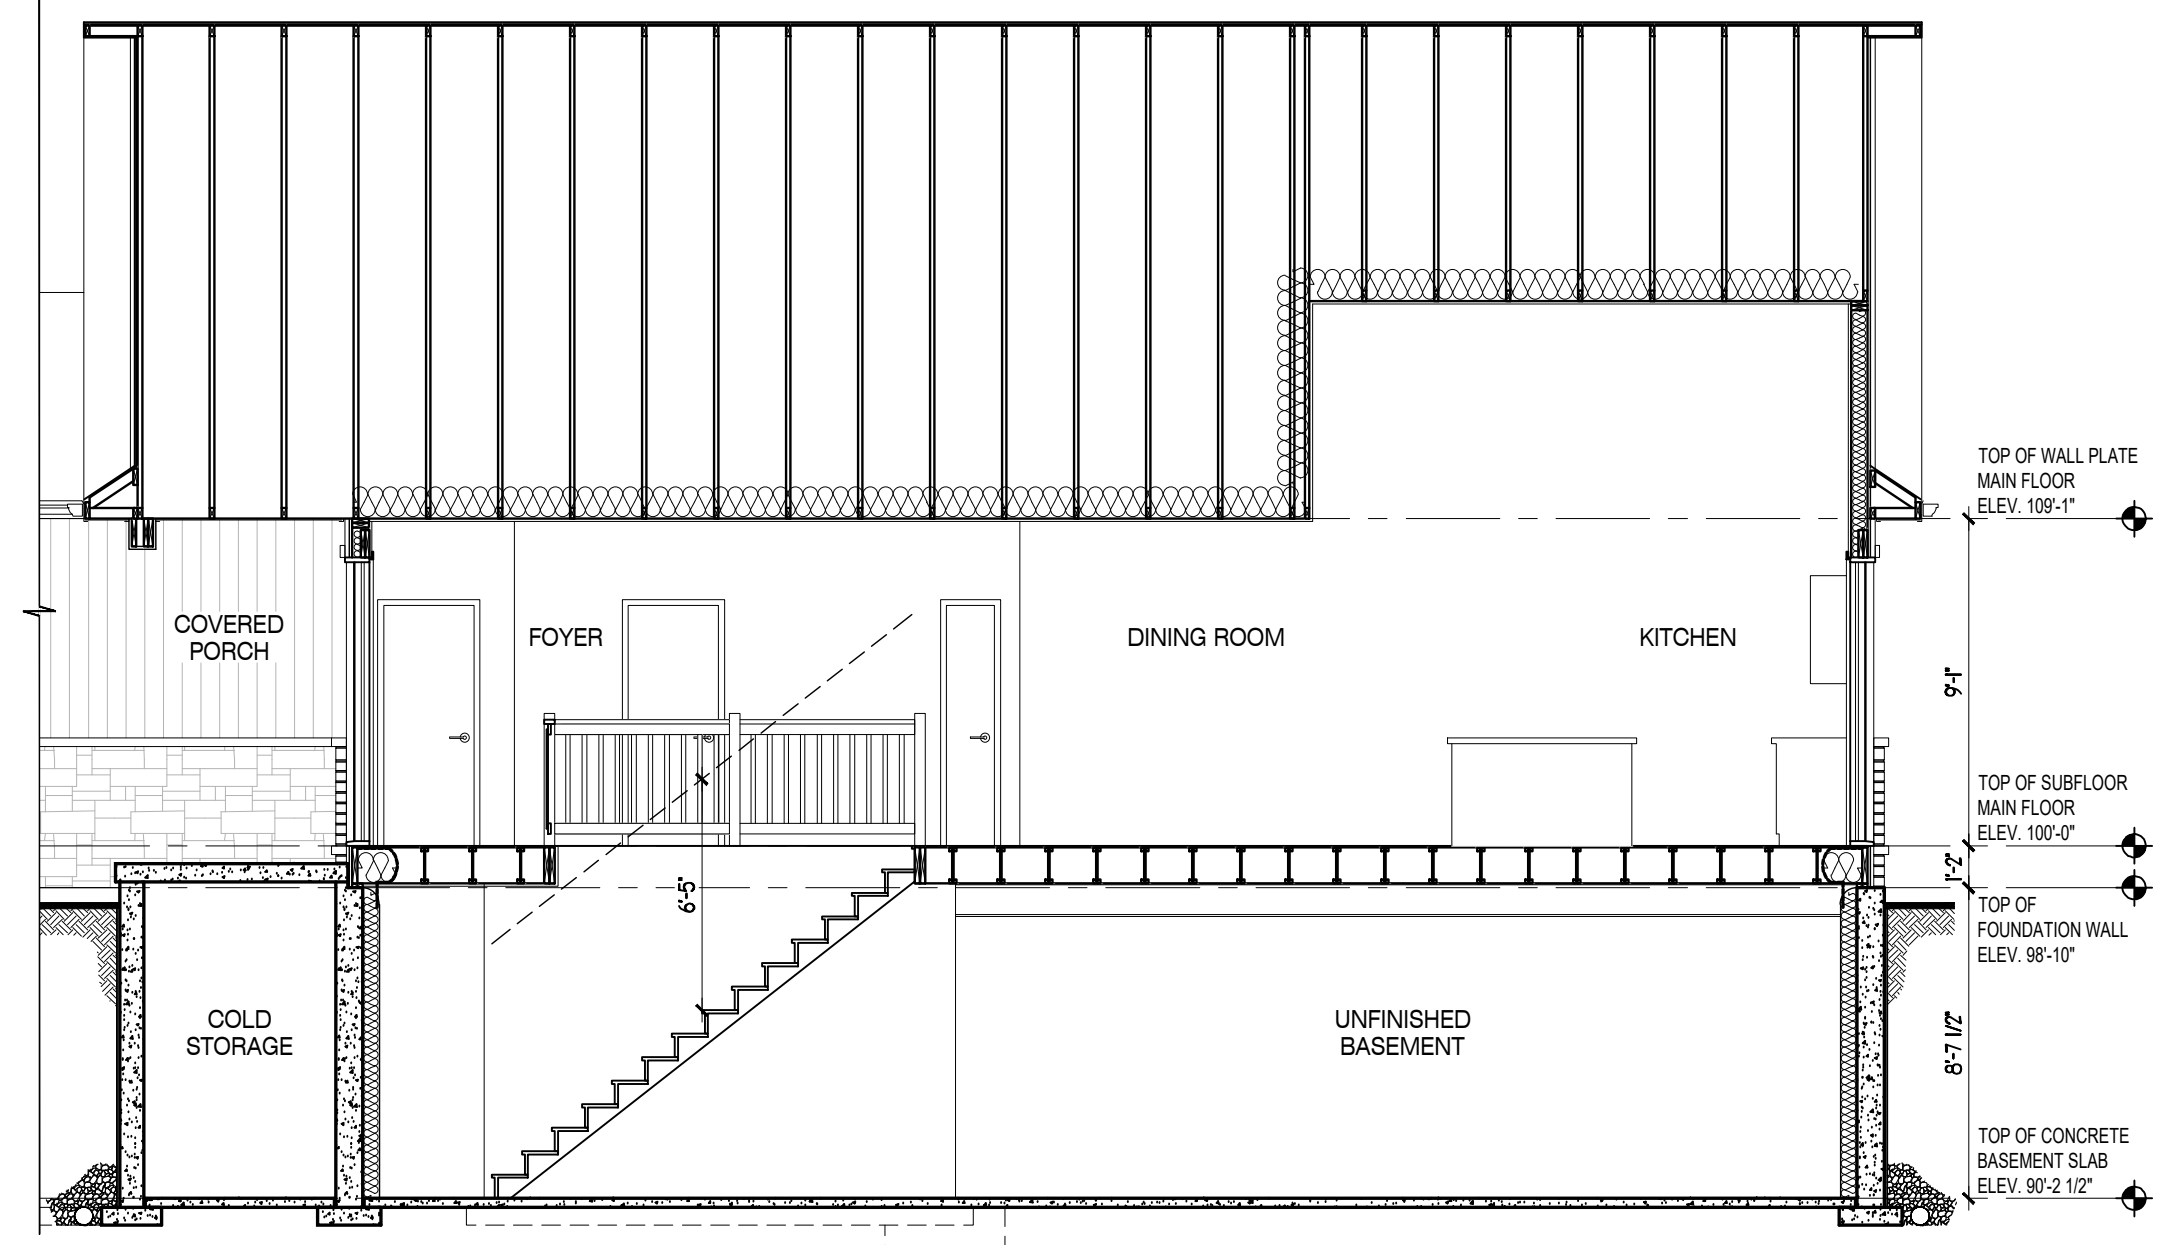 TOP OF WALL PLATE
MAIN FLOOR
ELEV. 109'-1"
COVERED
PORCH
FOYER
DINING ROOM
KITCHEN
9'-1"
TOP OF SUBFLOOR
MAIN FLOOR
ELEV. 100'-0"
1'-2"
6'-5"
TOP OF
FOUNDATION WALL
ELEV. 98'-10"
COLD
STORAGE
UNFINISHED
BASEMENT
8'-7 1/2"
TOP OF CONCRETE
BASEMENT SLAB
ELEV. 90'-2 1/2"